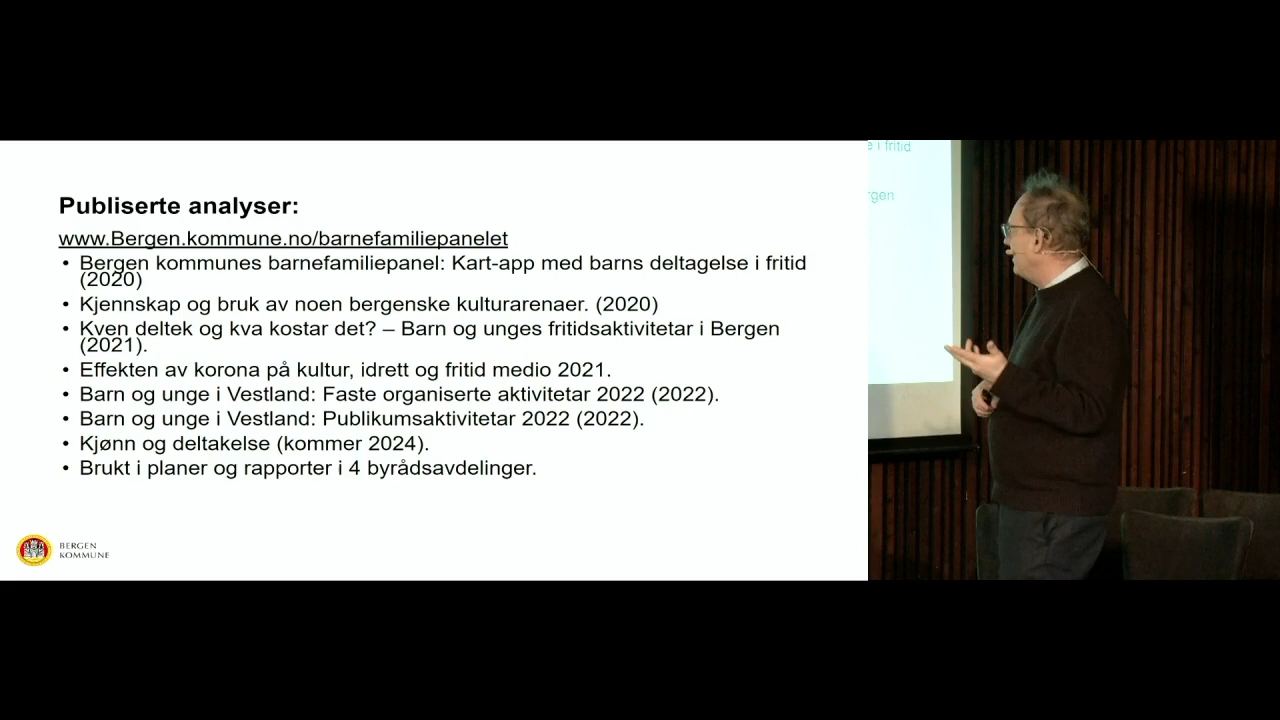 Publiserte analyser:
www.Bergen.kommune.no/barnefamiliepanelet
• Bergen kommunes barnefamiliepanel: Kart-app med barns deltagelse i fritid
(2020)
• Kjennskap og bruk av noen bergenske kulturarenaer. (2020)
• Kven deltek og kva kostar det? – Barn og unges fritidsaktivitetar i Bergen
(2021).
• Effekten av korona på kultur, idrett og fritid medio 2021.
• Barn og unge i Vestland: Faste organiserte aktivitetar 2022 (2022).
• Barn og unge i Vestland: Publikumsaktivitetar 2022 (2022).
• Kjønn og deltakelse (kommer 2024).
• Brukt i planer og rapporter i 4 byrådsavdelinger.
BERGEN
KOMMUNE
e i fritid
rgen